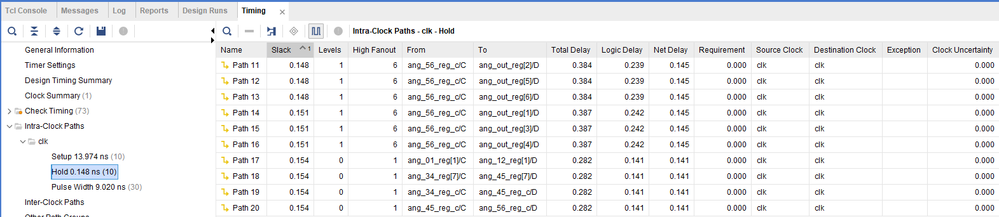 Tcl Console Messages Log Reports Design Runs Timing ×
Intra-Clock Paths - clk - Hold
General Information
Timer Settings
Design Timing Summary
Clock Summary (1)
Check Timing (73)
Intra-Clock Paths
clk
Setup 13.974 ns (10)
Hold 0.148 ns (10)
Pulse Width 9.020 ns (30)
Inter-Clock Paths
Other Path Groups
Name Slack 1 Levels High Fanout From To Total Delay Logic Delay Net Delay Requirement Source Clock Destination Clock Exception Clock Uncertainty
Path 11 0.148 1 6 ang_56_reg_c/C ang_out_reg[2]/D 0.384 0.239 0.145 0.000 clk clk 0.000
Path 12 0.148 1 6 ang_56_reg_c/C ang_out_reg[5]/D 0.384 0.239 0.145 0.000 clk clk 0.000
Path 13 0.148 1 6 ang_56_reg_c/C ang_out_reg[6]/D 0.384 0.239 0.145 0.000 clk clk 0.000
Path 14 0.151 1 6 ang_56_reg_c/C ang_out_reg[1]/D 0.387 0.242 0.145 0.000 clk clk 0.000
Path 15 0.151 1 6 ang_56_reg_c/C ang_out_reg[3]/D 0.387 0.242 0.145 0.000 clk clk 0.000
Path 16 0.151 1 6 ang_56_reg_c/C ang_out_reg[4]/D 0.387 0.242 0.145 0.000 clk clk 0.000
Path 17 0.154 0 1 ang_01_reg[1]/C ang_12_reg[1]/D 0.282 0.141 0.141 0.000 clk clk 0.000
Path 18 0.154 0 1 ang_34_reg[7]/C ang_45_reg[7]/D 0.282 0.141 0.141 0.000 clk clk 0.000
Path 19 0.154 0 1 ang_34_reg_c/C ang_45_reg_c/D 0.282 0.141 0.141 0.000 clk clk 0.000
Path 20 0.154 0 1 ang_45_reg_c/C ang_56_reg_c/D 0.282 0.141 0.141 0.000 clk clk 0.000